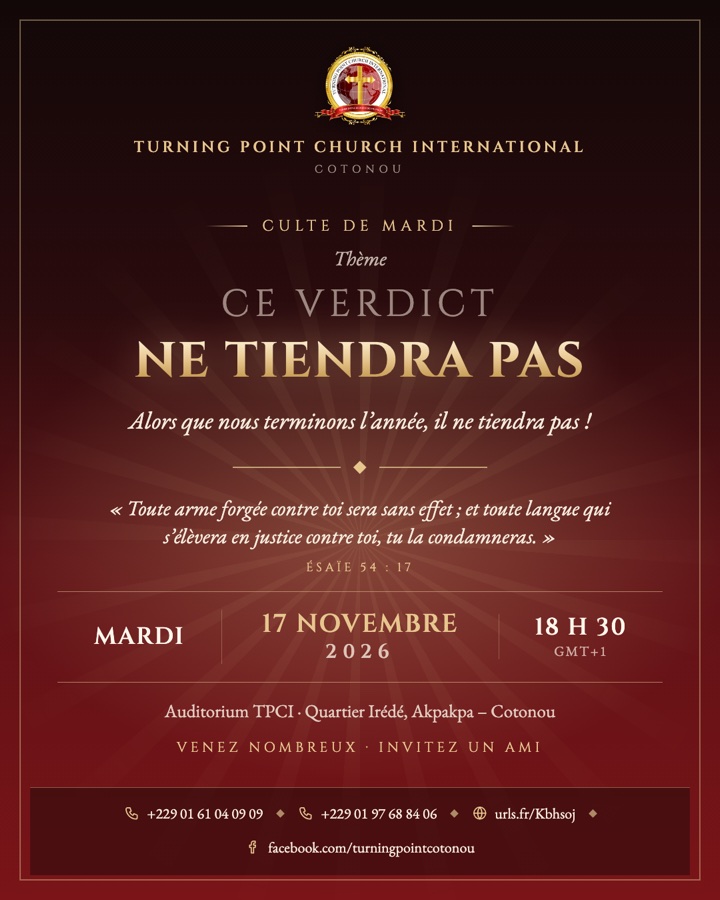 TURNING POINT CHURCH INTERNATIONAL
TURNING POINT CHURCH INTERNATIONAL
COTONOU
CULTE DE MARDI
Thème
CE VERDICT
NE TIENDRA PAS
Alors que nous terminons l’année, il ne tiendra pas !
« Toute arme forgée contre toi sera sans effet ; et toute langue qui
s’élèvera en justice contre toi, tu la condamneras. »
ÉSAÏE 54 : 17
MARDI
17 NOVEMBRE
2026
18 H 30
GMT+1
Auditorium TPCI · Quartier Irédé, Akpakpa – Cotonou
VENEZ NOMBREUX · INVITEZ UN AMI
+229 01 61 04 09 09 ◆ +229 01 97 68 84 06 ◆ urls.fr/Kbhsoj ◆
facebook.com/turningpointcotonou